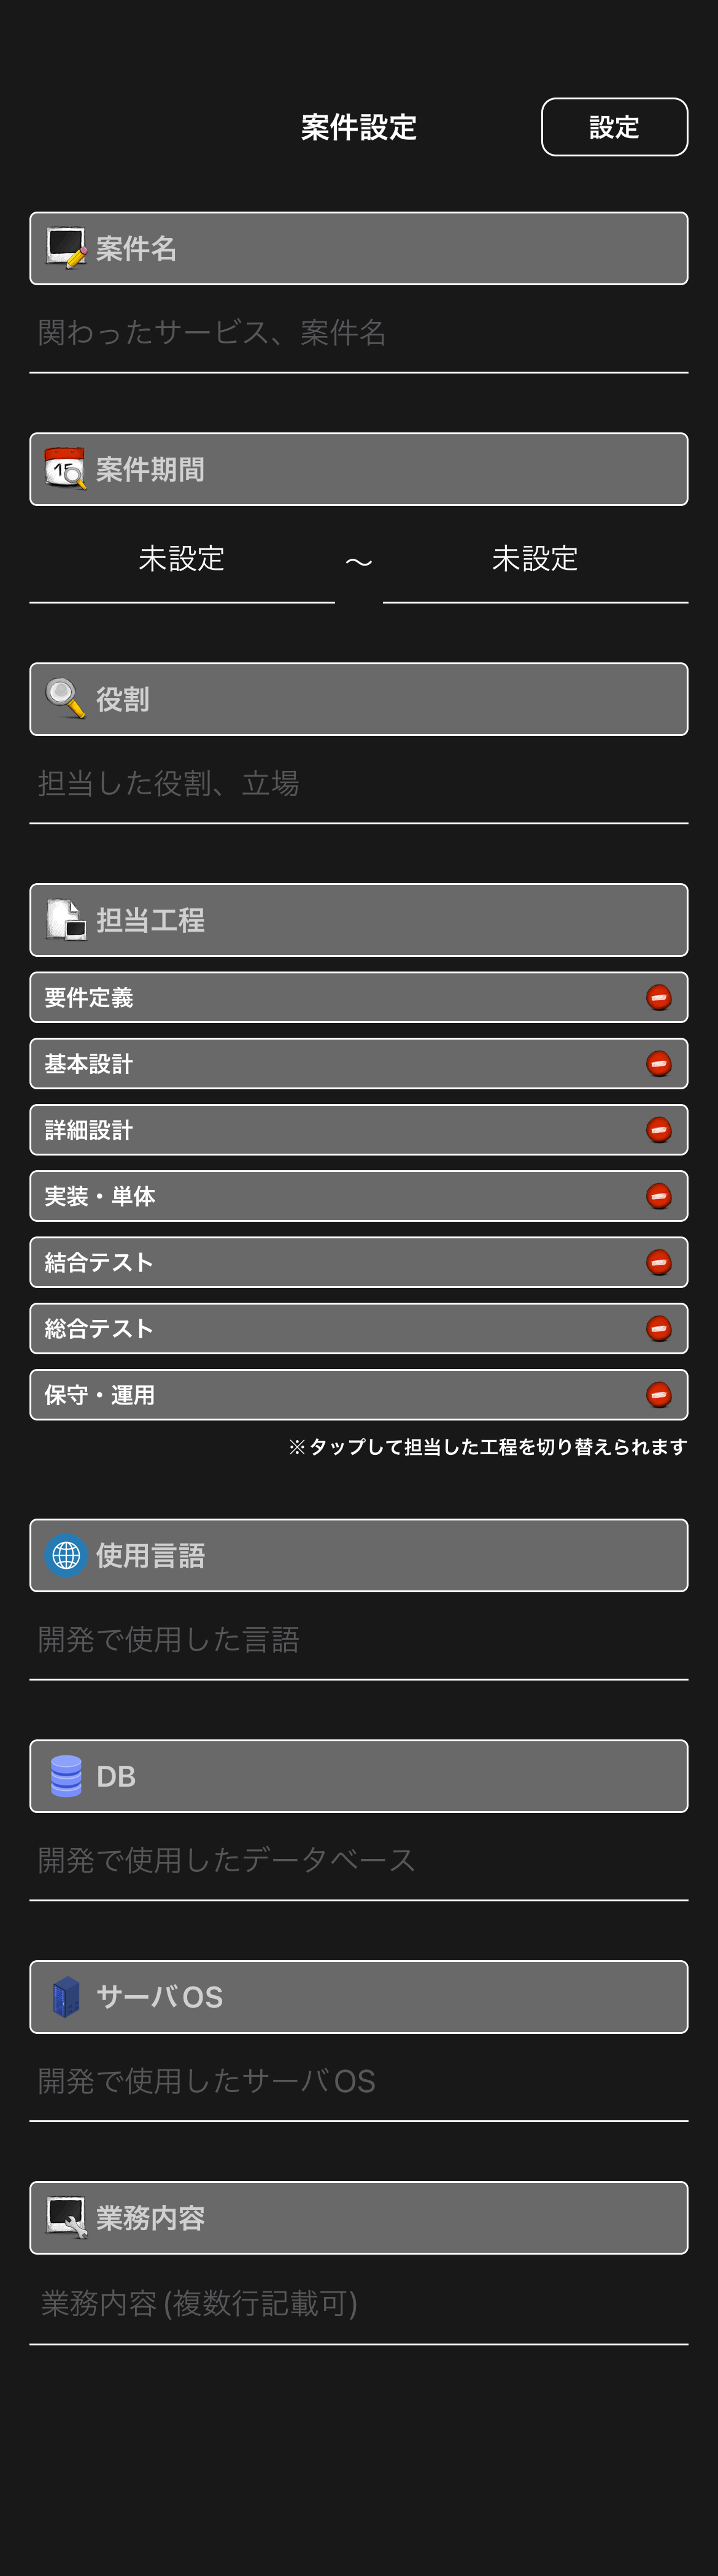 案件設定
設定
案件名
関わったサービス、案件名
15
案件期間
未設定 ～ 未設定
役割
担当した役割、立場
担当工程
要件定義
基本設計
詳細設計
実装・単体
結合テスト
総合テスト
保守・運用
※タップして担当した工程を切り替えられます
使用言語
開発で使用した言語
DB
開発で使用したデータベース
サーバOS
開発で使用したサーバOS
業務内容
業務内容(複数行記載可)